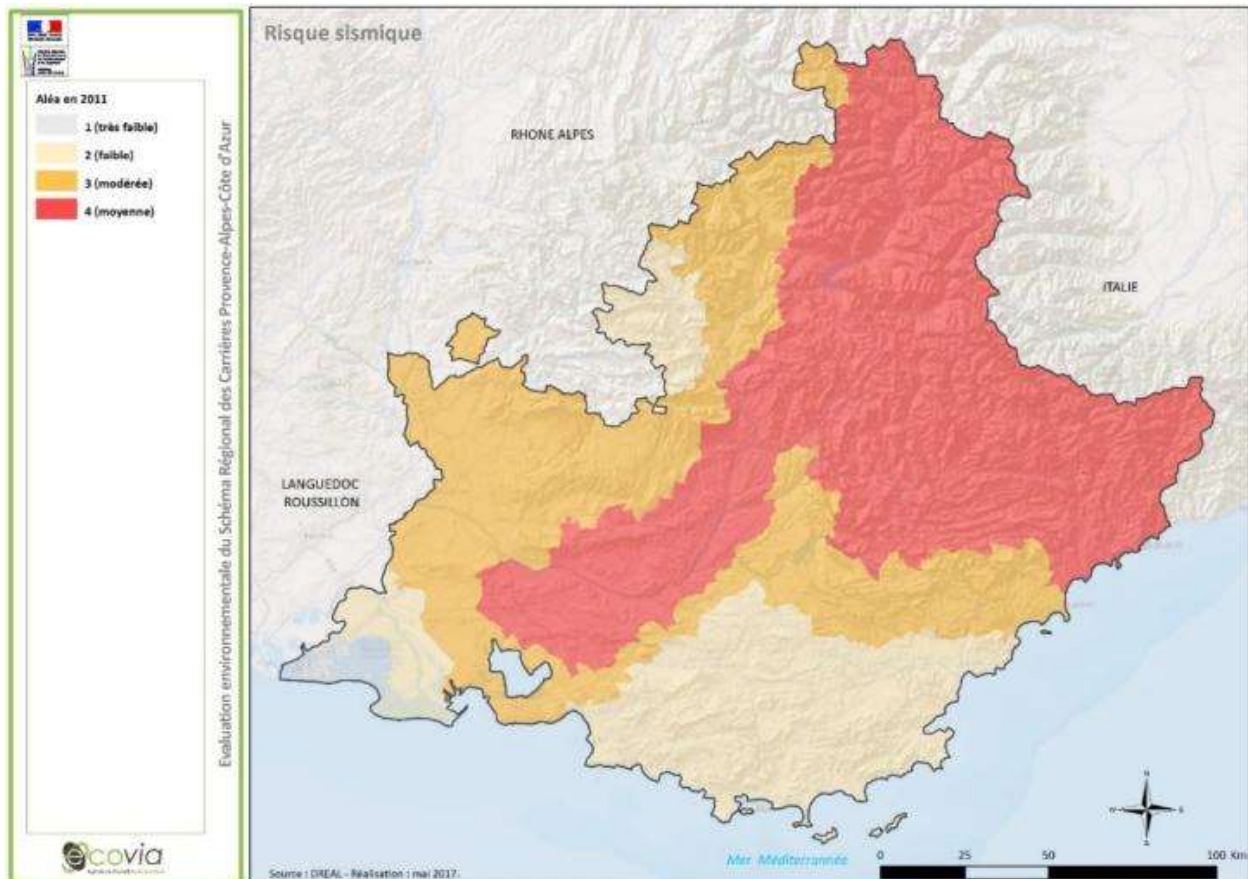 Risque sismique
Aléa en 2011
1 (très faible)
2 (faible)
3 (modérée)
4 (moyenne)
Evaluation environnementale du Schéma Régional des Carrières Provence-Alpes-Côte d'Azur
RHONE ALPES
ITALIE
LANGUEDOC
ROUSSILLON
Mer Méditerrannée
0 25 50 100 Km
Source : DREAL - Réalisation : mai 2017.
écovia